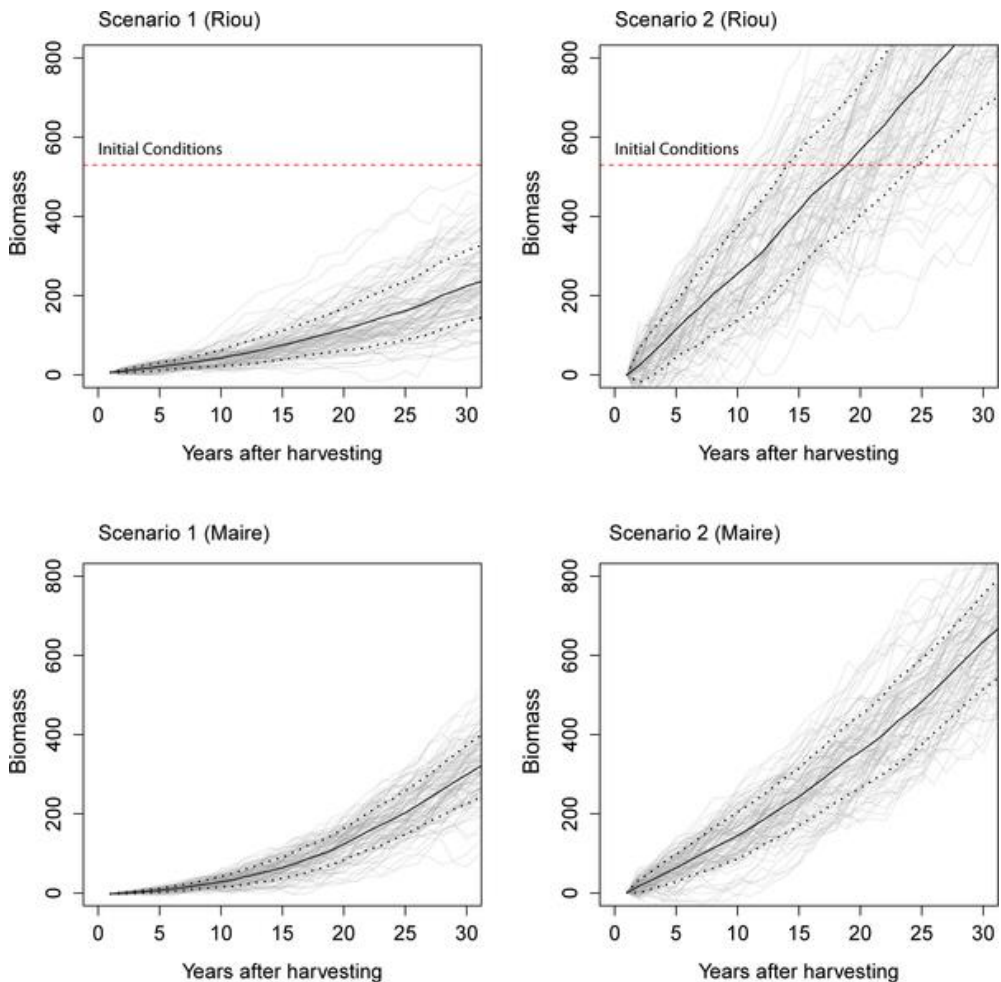 Scenario 1 (Riou)
Initial Conditions
Biomass
0 200 400 600 800
0 5 10 15 20 25 30
Years after harvesting
Scenario 2 (Riou)
Initial Conditions
Biomass
0 200 400 600 800
0 5 10 15 20 25 30
Years after harvesting
Scenario 1 (Maire)
Biomass
0 200 400 600 800
0 5 10 15 20 25 30
Years after harvesting
Scenario 2 (Maire)
Biomass
0 200 400 600 800
0 5 10 15 20 25 30
Years after harvesting